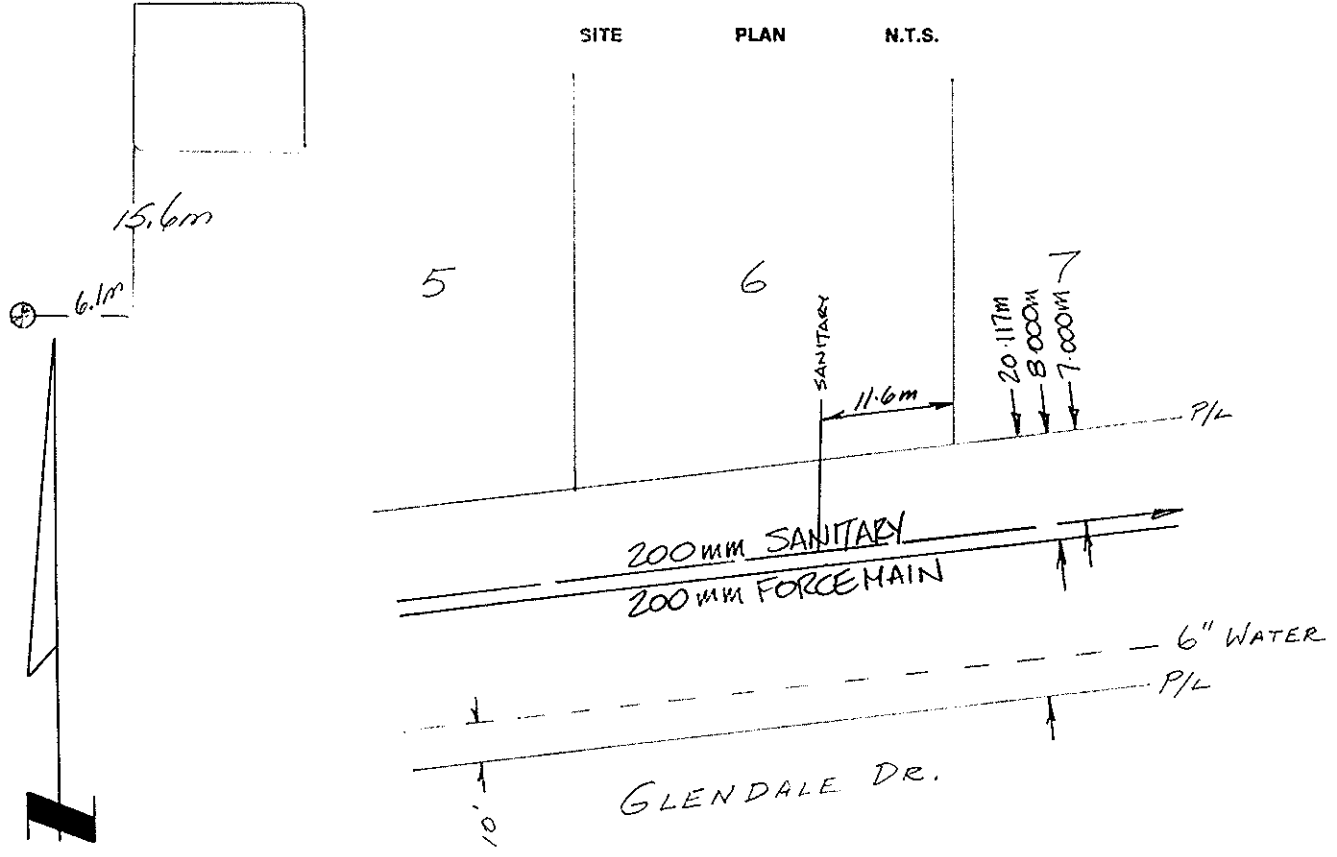 SITE PLAN N.T.S.
15.6m
6.1m
5
6
7
SANITARY
11.6m
20.117m
8.000m
7.000m
P/L
200mm SANITARY
200mm FORCEMAIN
6" WATER
P/L
10'
GLENDALE DR.